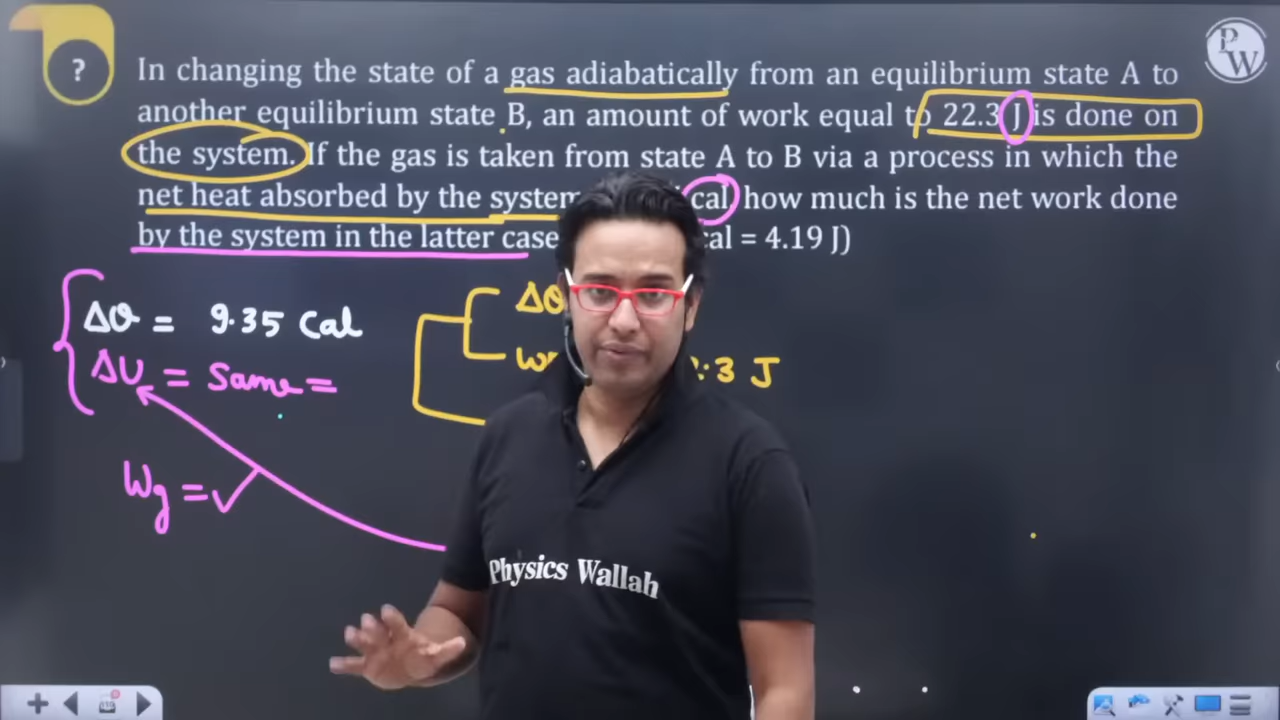 PW
?
In changing the state of a gas adiabatically from an equilibrium state A to
another equilibrium state B, an amount of work equal to 22.3 J is done on
the system. If the gas is taken from state A to B via a process in which the
net heat absorbed by the system cal, how much is the net work done
by the system in the latter case cal = 4.19 J)
ΔQ = 9.35 Cal
ΔU = Same =
Wg =
3 J
Physics Wallah